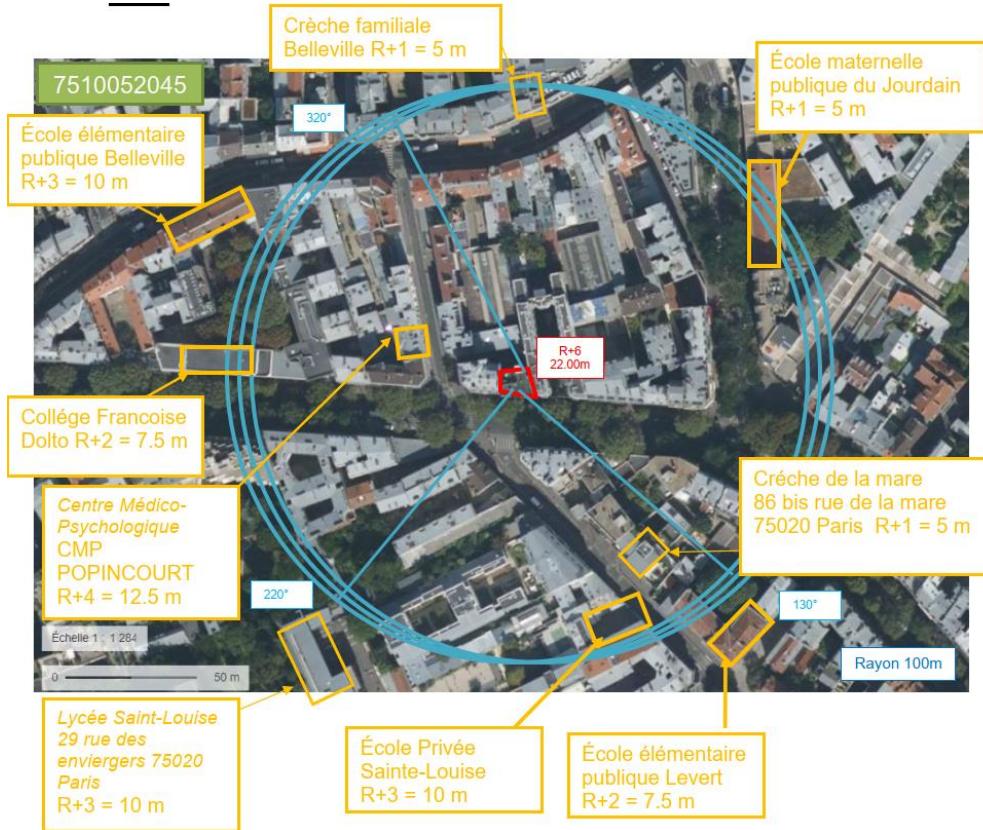 Crèche familiale
Belleville R+1 = 5 m
7510052045
École maternelle
publique du Jourdain
R+1 = 5 m
320°
École élémentaire
publique Belleville
R+3 = 10 m
R+6
22.00m
Collége Francoise
Dolto R+2 = 7.5 m
Créche de la mare
86 bis rue de la mare
75020 Paris R+1 = 5 m
Centre Médico-
Psychologique
CMP
POPINCOURT
R+4 = 12.5 m
220°
130°
Échelle 1 : 1 284
0 50 m
Rayon 100m
Lycée Saint-Louise
29 rue des
enviergers 75020
Paris
R+3 = 10 m
École Privée
Sainte-Louise
R+3 = 10 m
École élémentaire
publique Levert
R+2 = 7.5 m